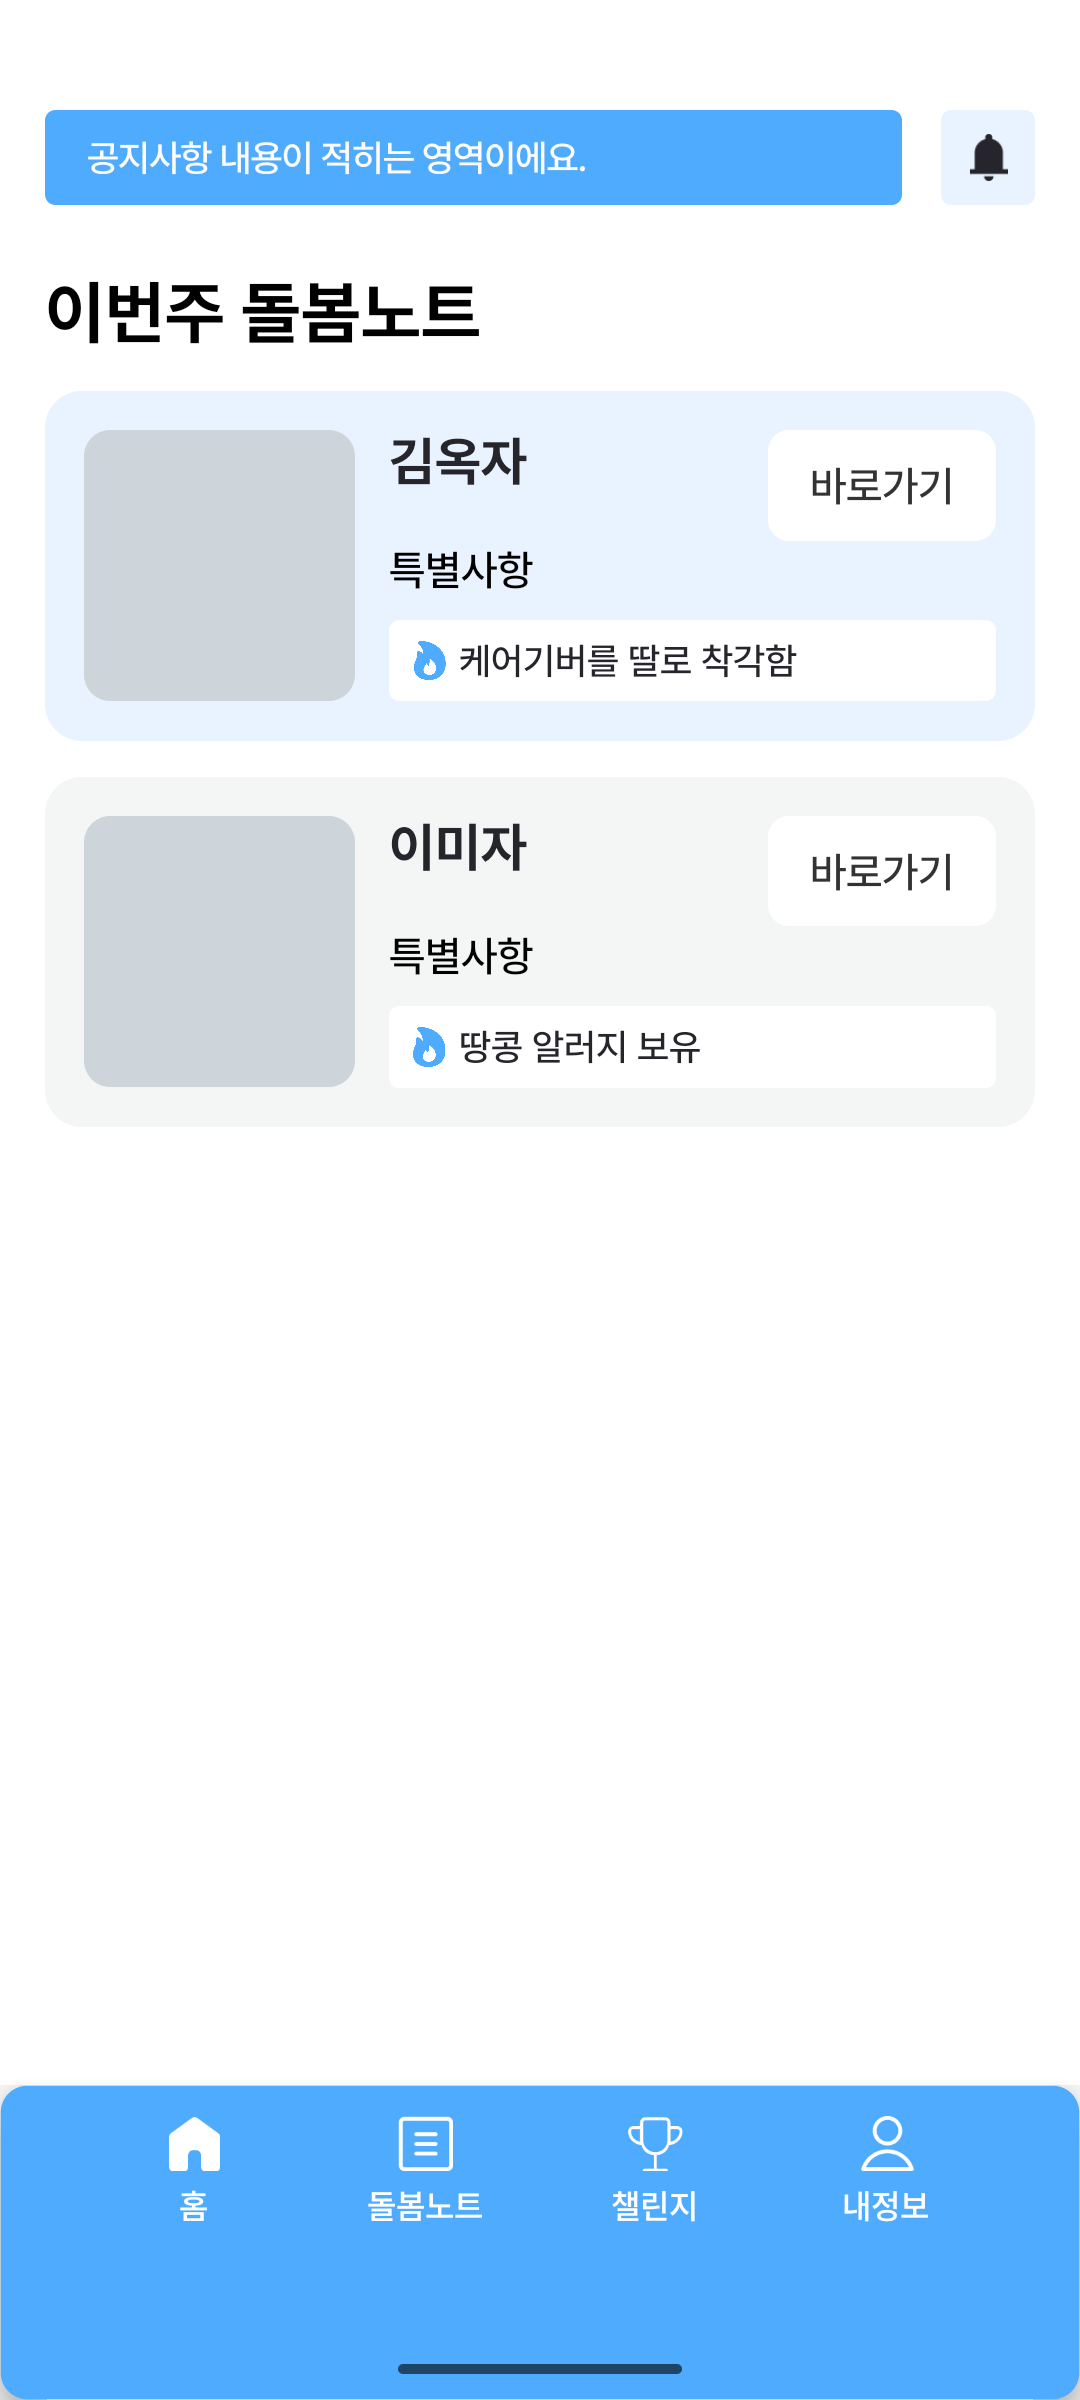 공지사항 내용이 적히는 영역이에요.
이번주 돌봄노트
김옥자
바로가기
특별사항
케어기버를 딸로 착각함
이미자
바로가기
특별사항
땅콩 알러지 보유
홈
돌봄노트
챌린지
내정보